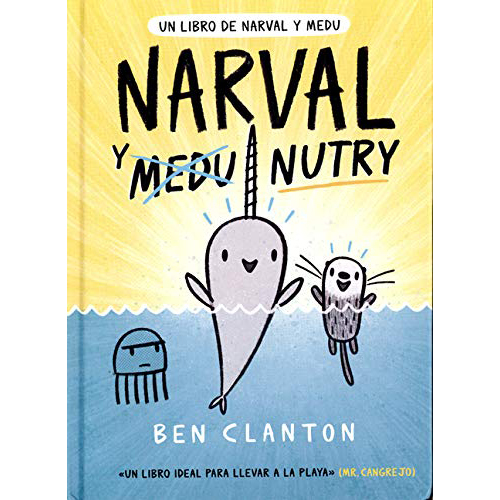 UN LIBRO DE NARVAL Y MEDU
NARVAL
Y MEDU NUTRY
BEN CLANTON
«UN LIBRO IDEAL PARA LLEVAR A LA PLAYA» (MR. CANGREJO)